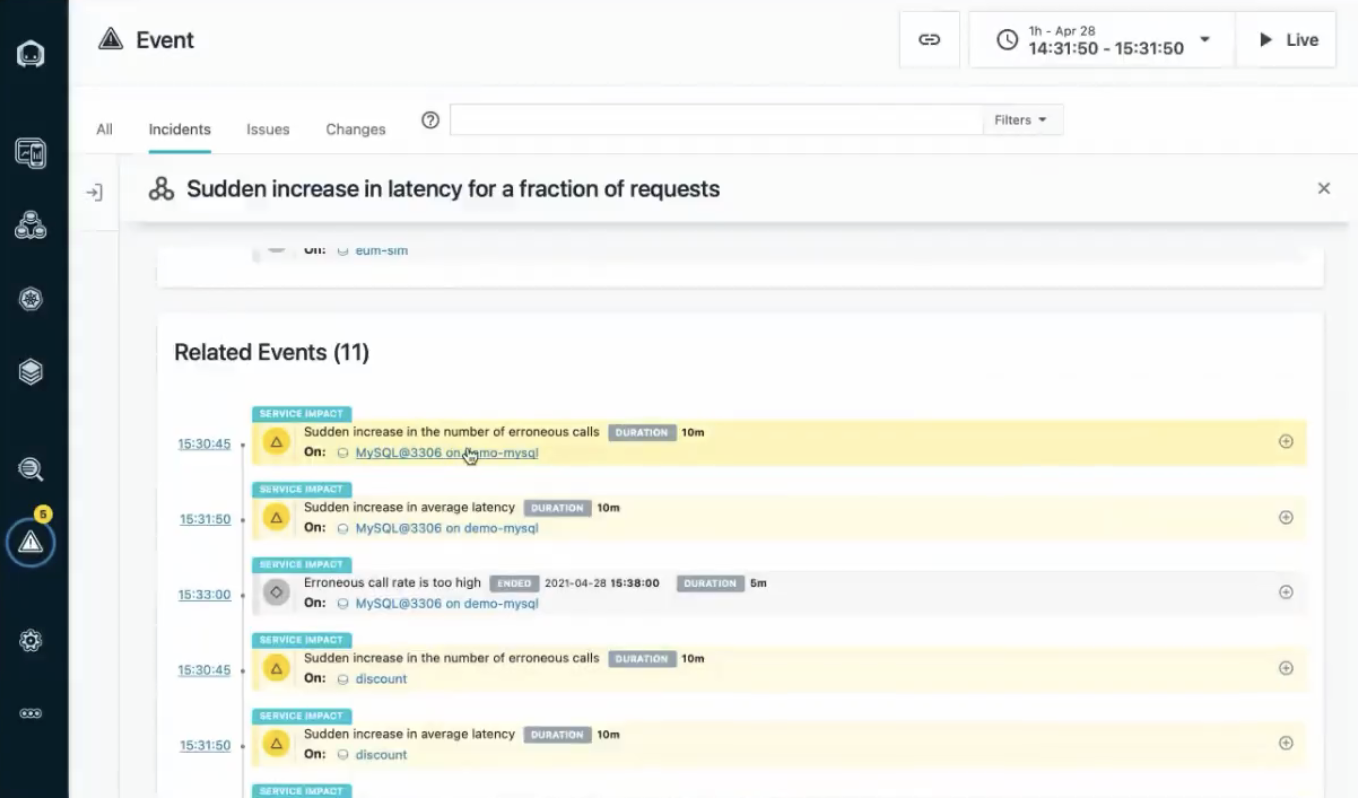 Event
1h - Apr 28
14:31:50 - 15:31:50
Live
All
Incidents
Issues
Changes
Filters
Sudden increase in latency for a fraction of requests
On: eum-sim
Related Events (11)
SERVICE IMPACT
15:30:45
Sudden increase in the number of erroneous calls DURATION 10m
On: MySQL@3306 on demo-mysql
SERVICE IMPACT
15:31:50
Sudden increase in average latency DURATION 10m
On: MySQL@3306 on demo-mysql
SERVICE IMPACT
15:33:00
Erroneous call rate is too high ENDED 2021-04-28 15:38:00 DURATION 5m
On: MySQL@3306 on demo-mysql
5
SERVICE IMPACT
15:30:45
Sudden increase in the number of erroneous calls DURATION 10m
On: discount
SERVICE IMPACT
15:31:50
Sudden increase in average latency DURATION 10m
On: discount
SERVICE IMPACT